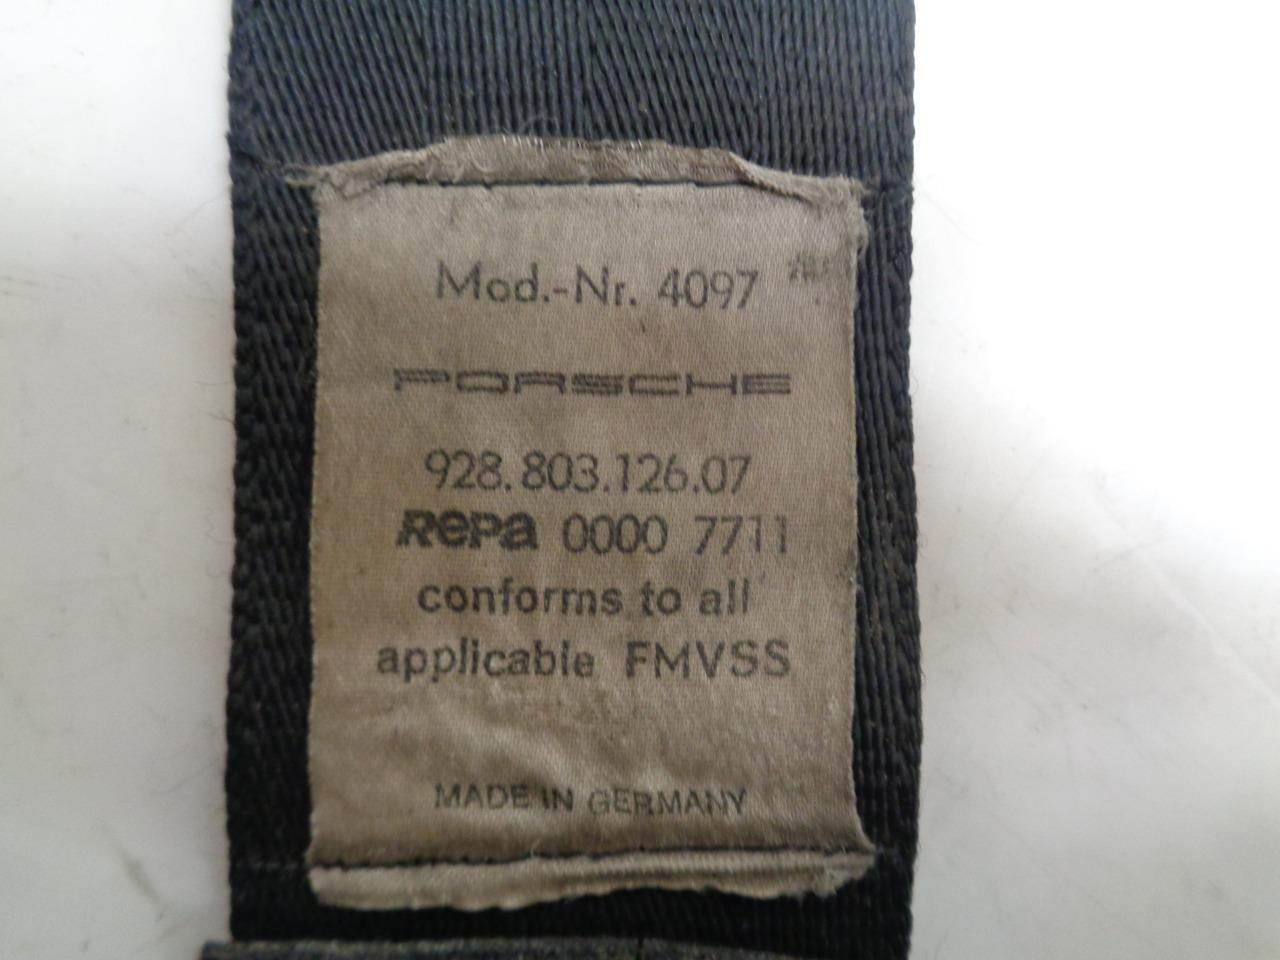 Mod.-Nr. 4097
PORSCHE
928.803.126.07
Repa 0000 7711
conforms to all
applicable FMVSS
MADE IN GERMANY